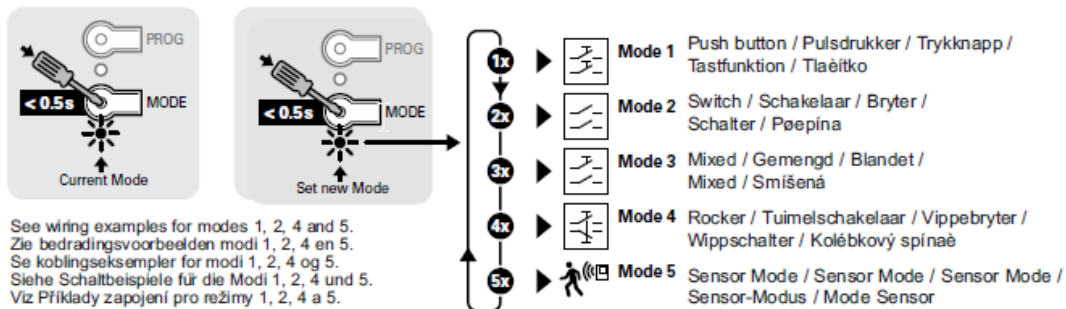 PROG
< 0.5s
MODE
Current Mode
PROG
< 0.5s
MODE
Set new Mode
See wiring examples for modes 1, 2, 4 and 5.
Zie bedradingsvoorbeelden modi 1, 2, 4 en 5.
Se koblingseksempler for modi 1, 2, 4 og 5.
Siehe Schaltbeispiele für die Modi 1, 2, 4 und 5.
Viz Příklady zapojení pro režimy 1, 2, 4 a 5.
1x
Mode 1
Push button / Pulsdrukker / Trykknapp /
Tastfunktion / Tlaèítko
2x
Mode 2
Switch / Schakelaar / Bryter /
Schalter / Pøepína
3x
Mode 3
Mixed / Gemengd / Blandet /
Mixed / Smíšená
4x
Mode 4
Rocker / Tuimelschakelaar / Vippebryter /
Wippschalter / Kolébkový spínaè
5x
Mode 5
Sensor Mode / Sensor Mode / Sensor Mode /
Sensor-Modus / Mode Sensor